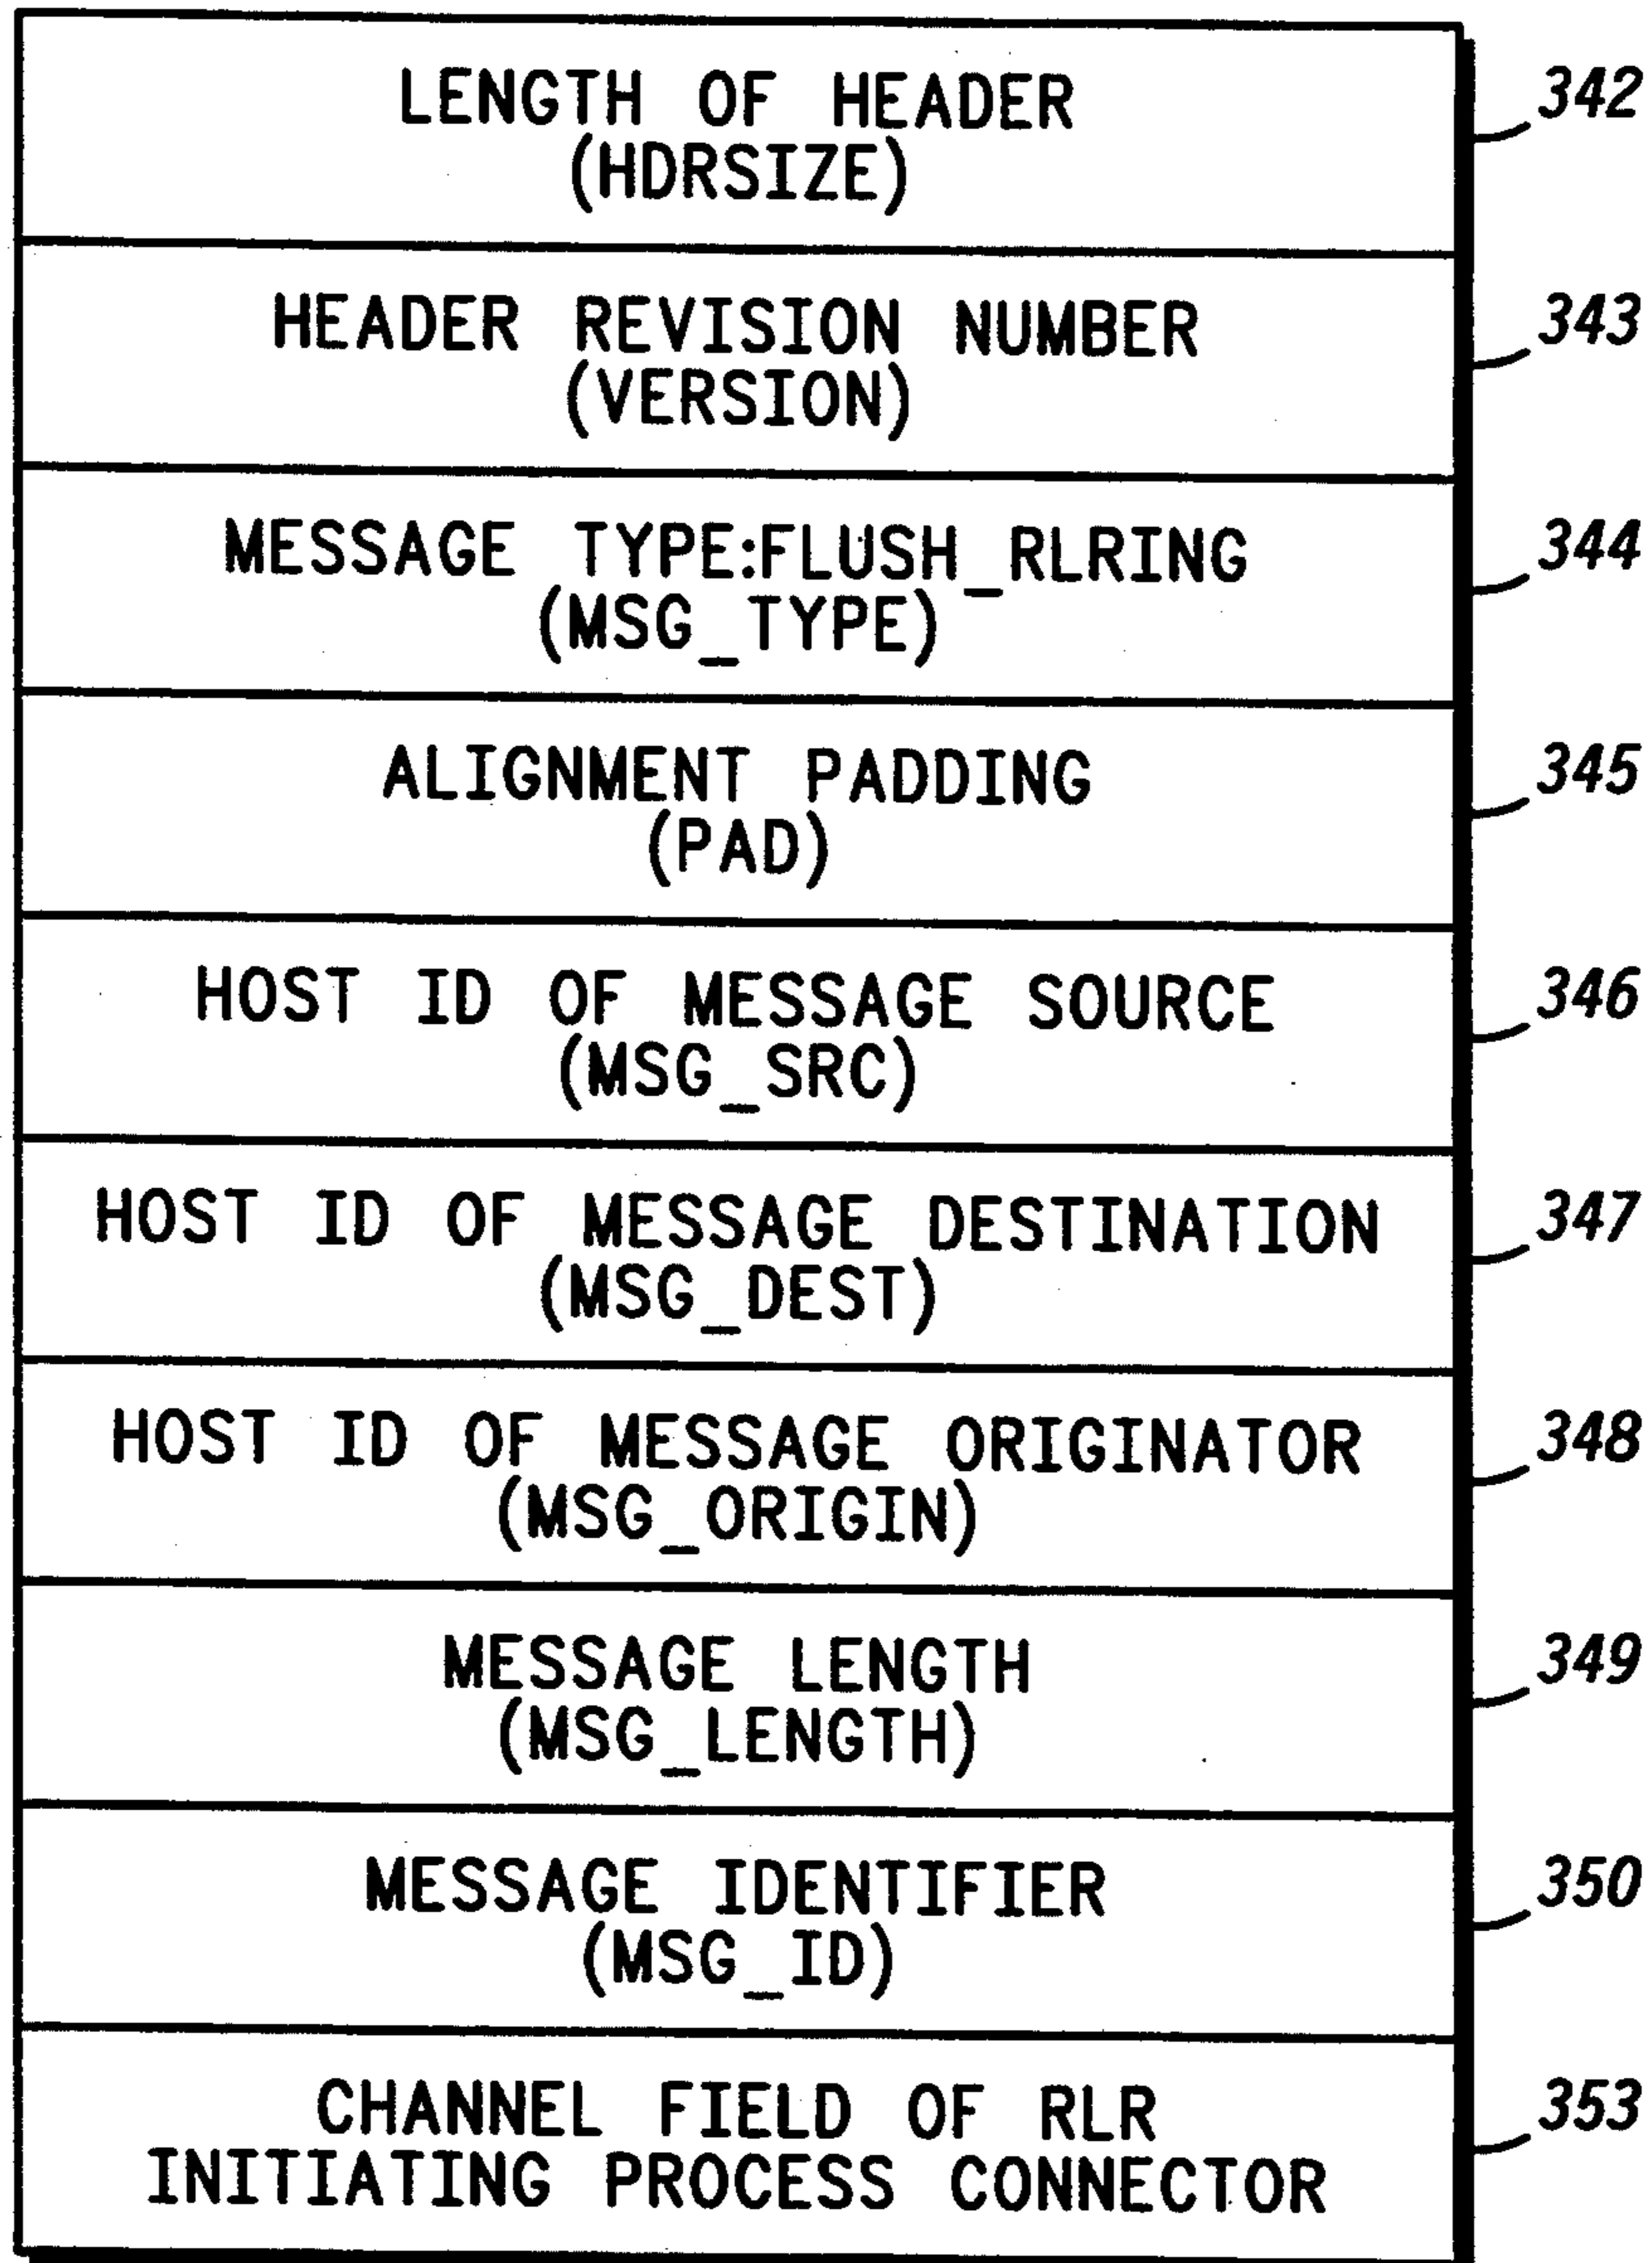 LENGTH OF HEADER
(HDRSIZE)
342
HEADER REVISION NUMBER
(VERSION)
343
MESSAGE TYPE:FLUSH_RLRING
(MSG_TYPE)
344
ALIGNMENT PADDING
(PAD)
345
HOST ID OF MESSAGE SOURCE
(MSG_SRC)
346
HOST ID OF MESSAGE DESTINATION
(MSG_DEST)
347
HOST ID OF MESSAGE ORIGINATOR
(MSG_ORIGIN)
348
MESSAGE LENGTH
(MSG_LENGTH)
349
MESSAGE IDENTIFIER
(MSG_ID)
350
CHANNEL FIELD OF RLR
INITIATING PROCESS CONNECTOR
353